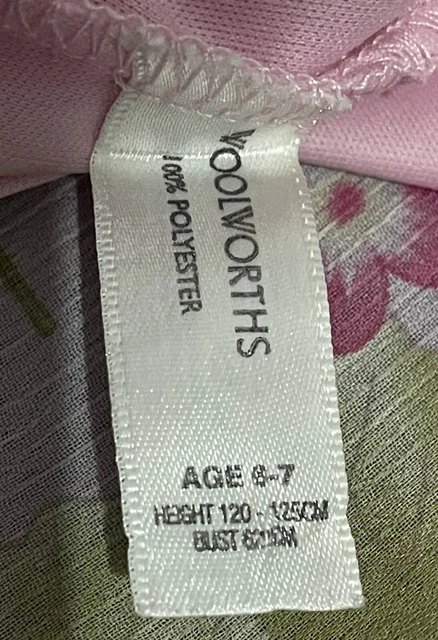 WOOLWORTHS
100% POLYESTER
AGE 6-7
HEIGHT 120 - 125CM
BUST